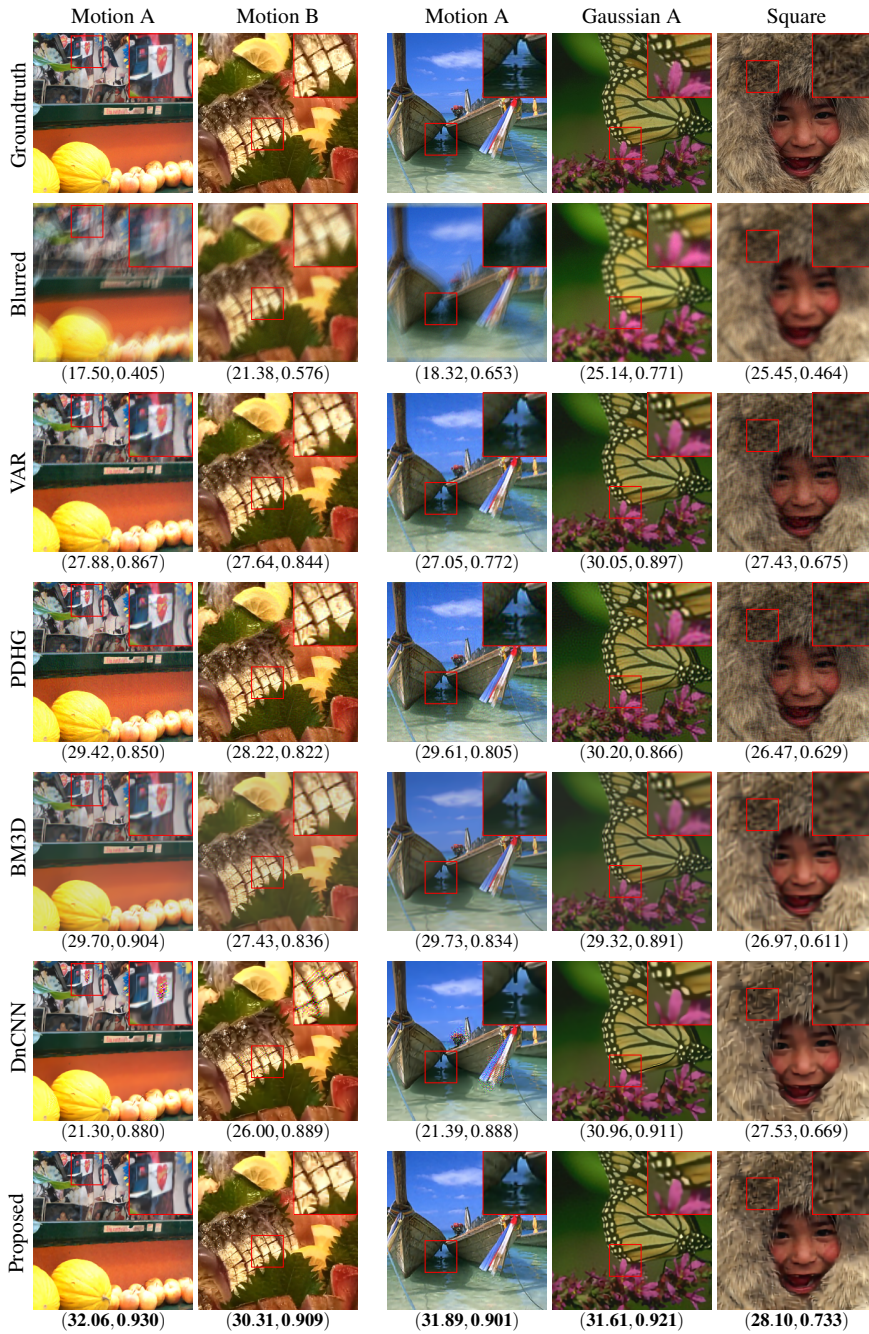 Motion A Motion B Motion A Gaussian A Square
Groundtruth
Blurred
(17.50, 0.405) (21.38, 0.576) (18.32, 0.653) (25.14, 0.771) (25.45, 0.464)
VAR
(27.88, 0.867) (27.64, 0.844) (27.05, 0.772) (30.05, 0.897) (27.43, 0.675)
PDHG
(29.42, 0.850) (28.22, 0.822) (29.61, 0.805) (30.20, 0.866) (26.47, 0.629)
BM3D
(29.70, 0.904) (27.43, 0.836) (29.73, 0.834) (29.32, 0.891) (26.97, 0.611)
DnCNN
(21.30, 0.880) (26.00, 0.889) (21.39, 0.888) (30.96, 0.911) (27.53, 0.669)
Proposed
(32.06, 0.930) (30.31, 0.909) (31.89, 0.901) (31.61, 0.921) (28.10, 0.733)